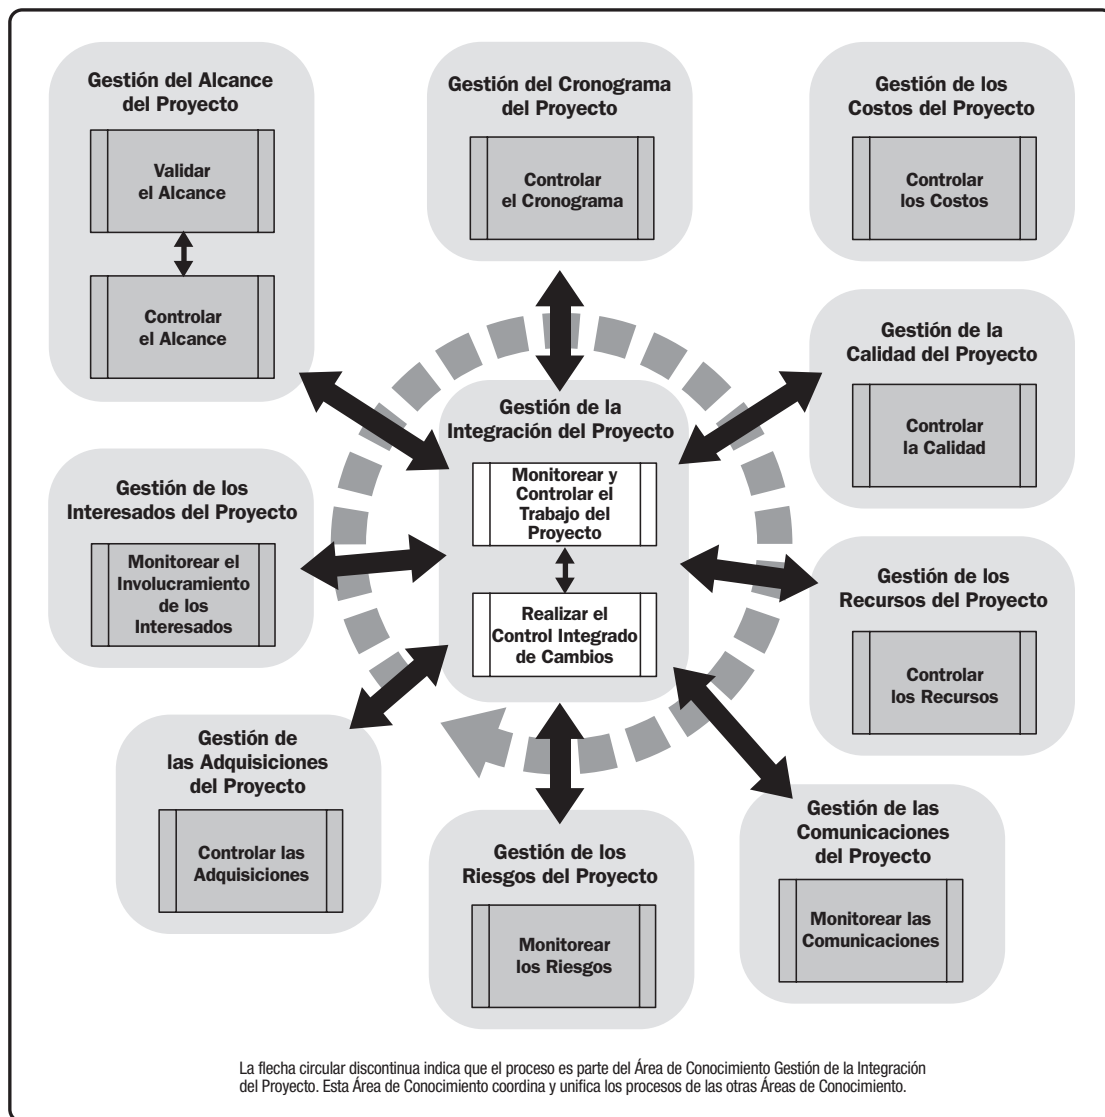 Gestión del Alcance
del Proyecto
Validar
el Alcance
Controlar
el Alcance
Gestión del Cronograma
del Proyecto
Controlar
el Cronograma
Gestión de los
Costos del Proyecto
Controlar
los Costos
Gestión de la
Calidad del Proyecto
Controlar
la Calidad
Gestión de la
Integración del Proyecto
Monitorear y
Controlar el
Trabajo del
Proyecto
Realizar el
Control Integrado
de Cambios
Gestión de los
Interesados del Proyecto
Monitorear el
Involucramiento
de los
Interesados
Gestión de los
Recursos del Proyecto
Controlar
los Recursos
Gestión de
las Adquisiciones
del Proyecto
Controlar las
Adquisiciones
Gestión de los
Riesgos del Proyecto
Monitorear
los Riesgos
Gestión de las
Comunicaciones
del Proyecto
Monitorear las
Comunicaciones
La flecha circular discontinua indica que el proceso es parte del Área de Conocimiento Gestión de la Integración
del Proyecto. Esta Área de Conocimiento coordina y unifica los procesos de las otras Áreas de Conocimiento.